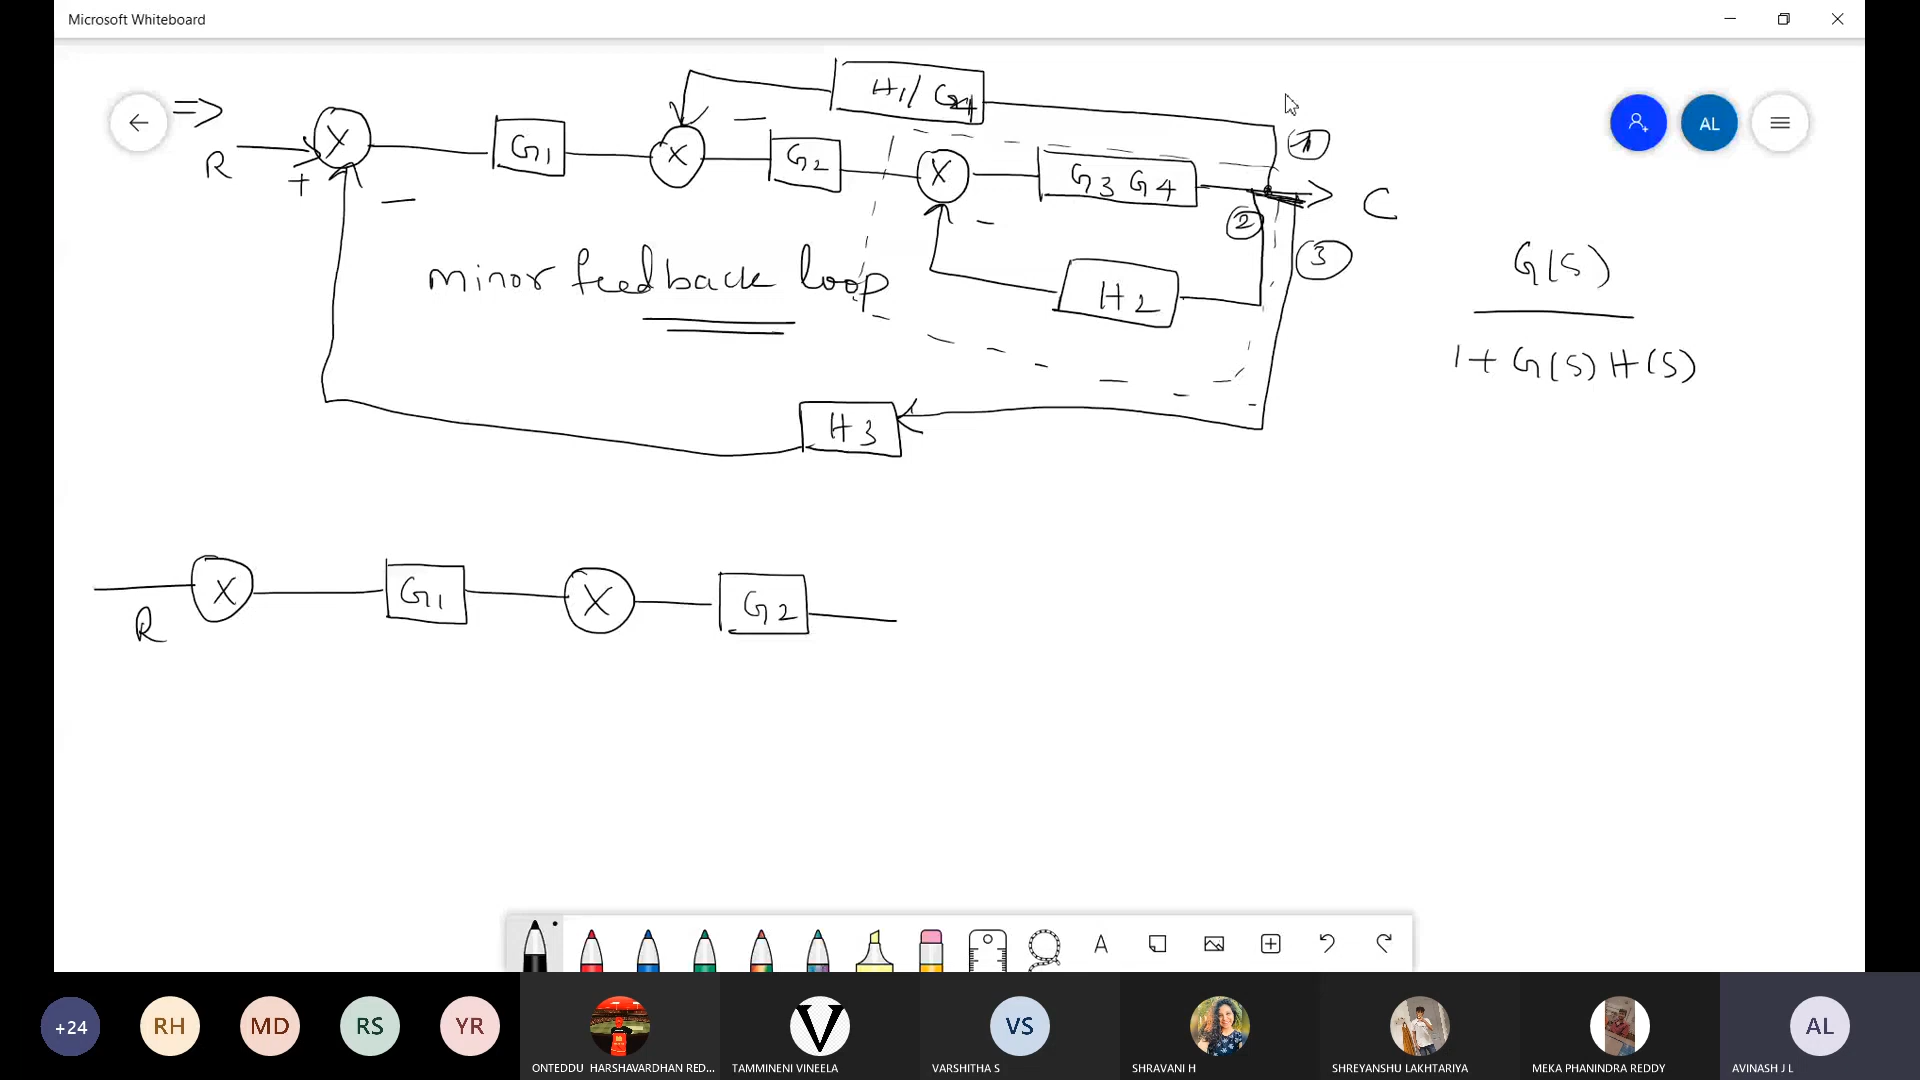 Microsoft Whiteboard
=>
H1/G4
AL
R
+
X
G1
X
−
G2
X
G3 G4
1
C
−
−
2
3
minor feedback loop
H2
G(S)
1+ G(S) H(S)
H3
R
X
G1
X
G2
A
+24
RH
MD
RS
YR
V
VS
AL
ONTEDDU HARSHAVARDHAN RED...
TAMMINENI VINEELA
VARSHITHA S
SHRAVANI H
SHREYANSHU LAKHTARIYA
MEKA PHANINDRA REDDY
AVINASH J L